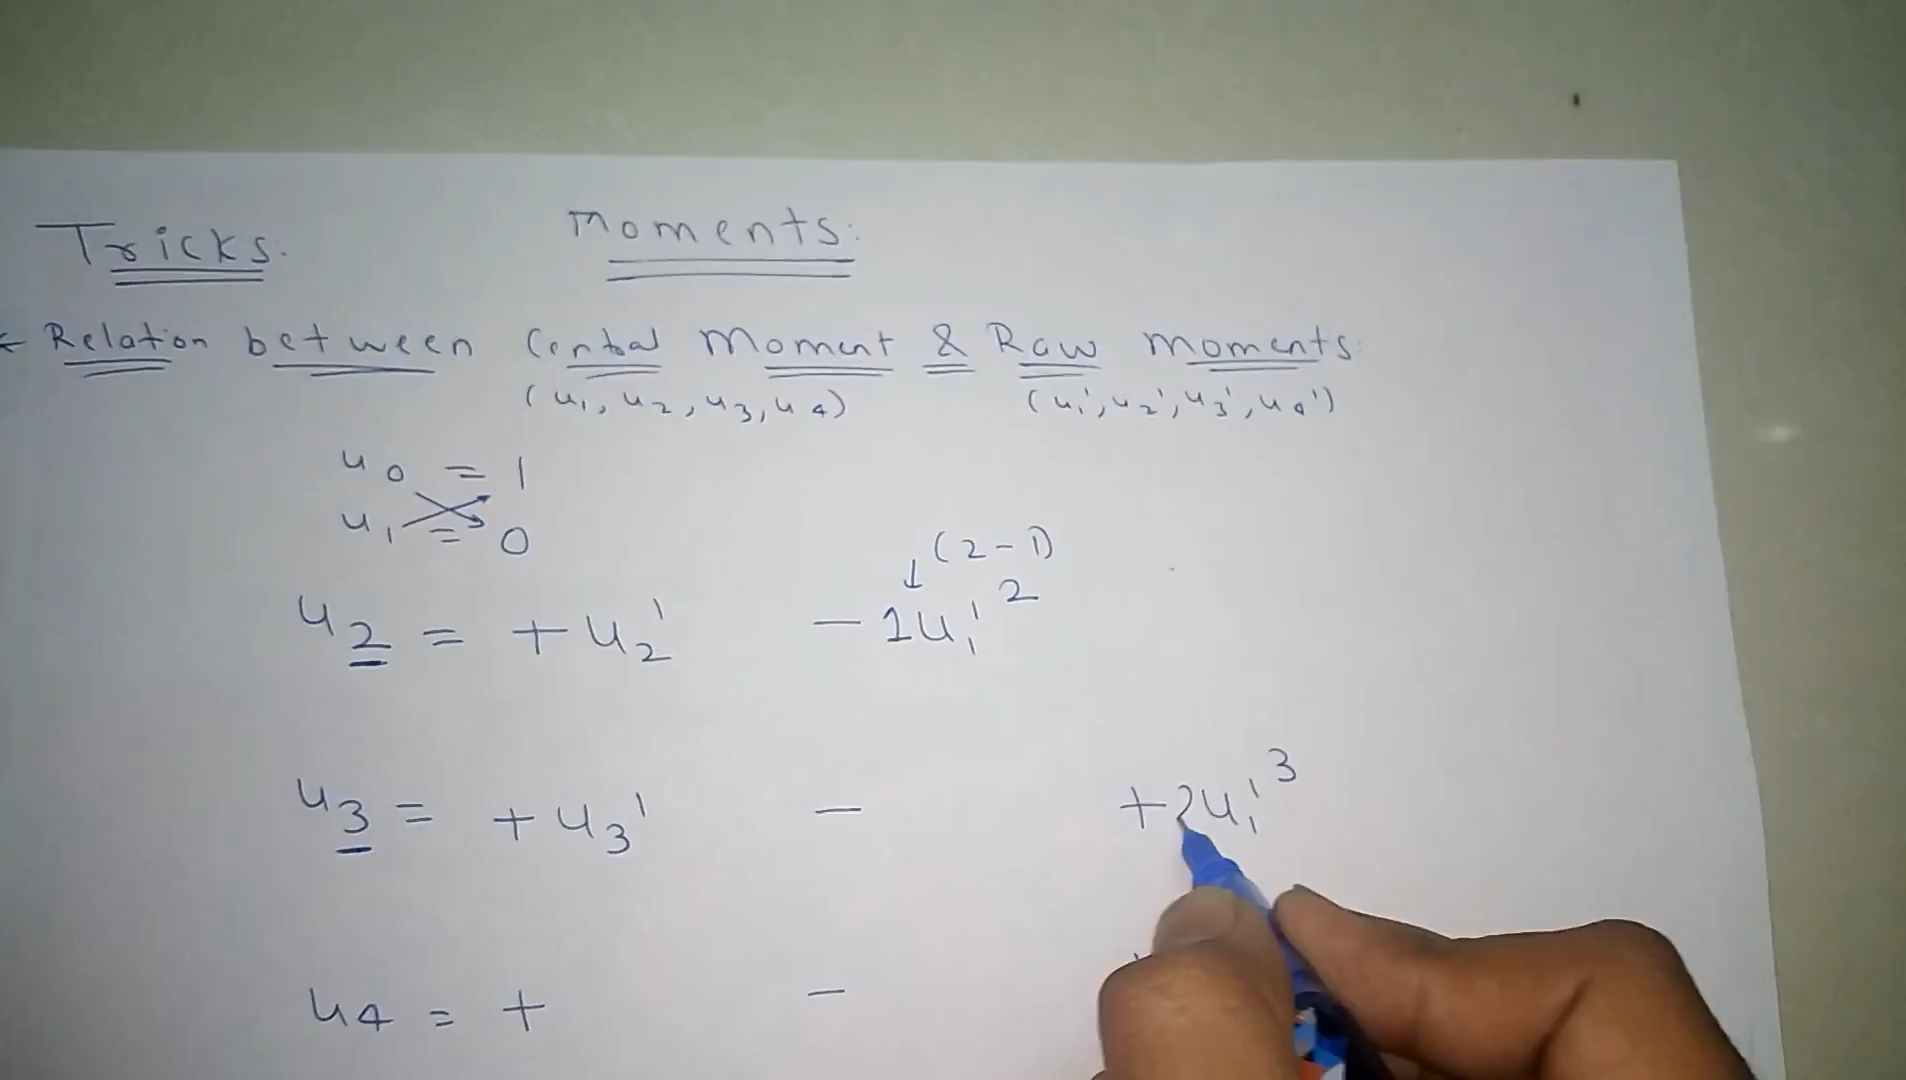 Tricks. Moments:
Relation between Central Moment & Raw Moments:
(u₁, u₂, u₃, u₄) (u₁', u₂', u₃', u₄')
u₀ = 1
u₁ = 0
(2-1)
u₂ = + u₂' - 1u₁'²
u₃ = + u₃' - + 2u₁'³
u₄ = + -